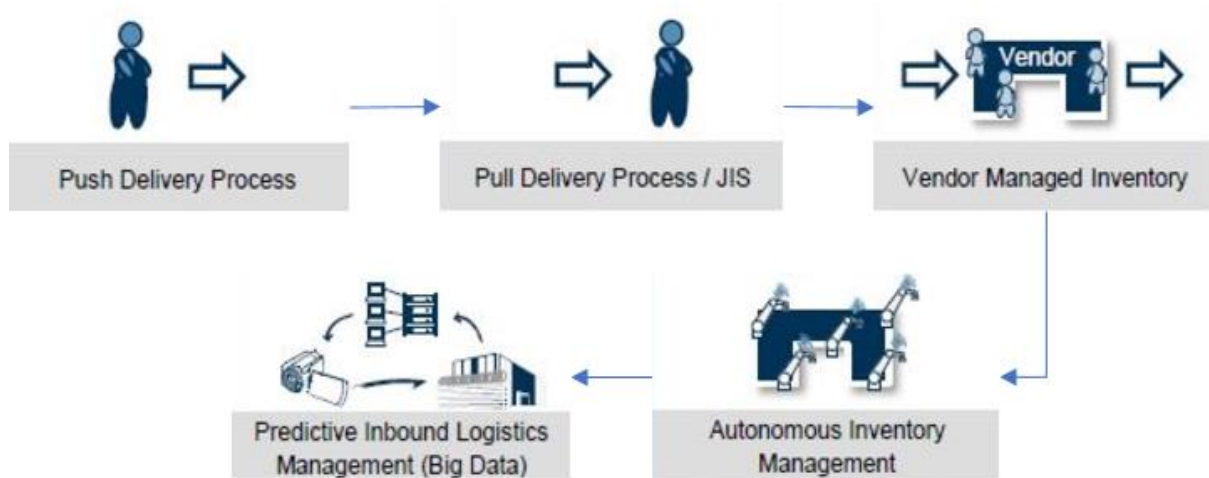 Push Delivery Process
Pull Delivery Process / JIS
Vendor
Vendor Managed Inventory
Predictive Inbound Logistics
Management (Big Data)
Autonomous Inventory
Management